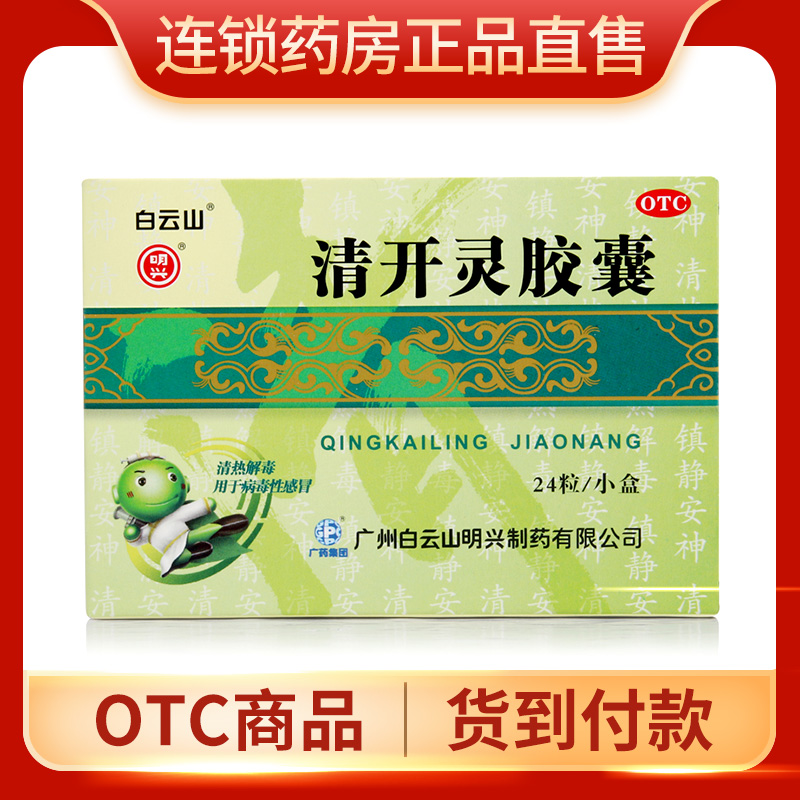 连锁药房正品直售
白云山®
明兴®
OTC
清开灵胶囊
QINGKAILING JIAONANG
清热解毒
用于病毒性感冒
24粒/小盒
GP®
广药集团
广州白云山明兴制药有限公司
OTC商品
货到付款